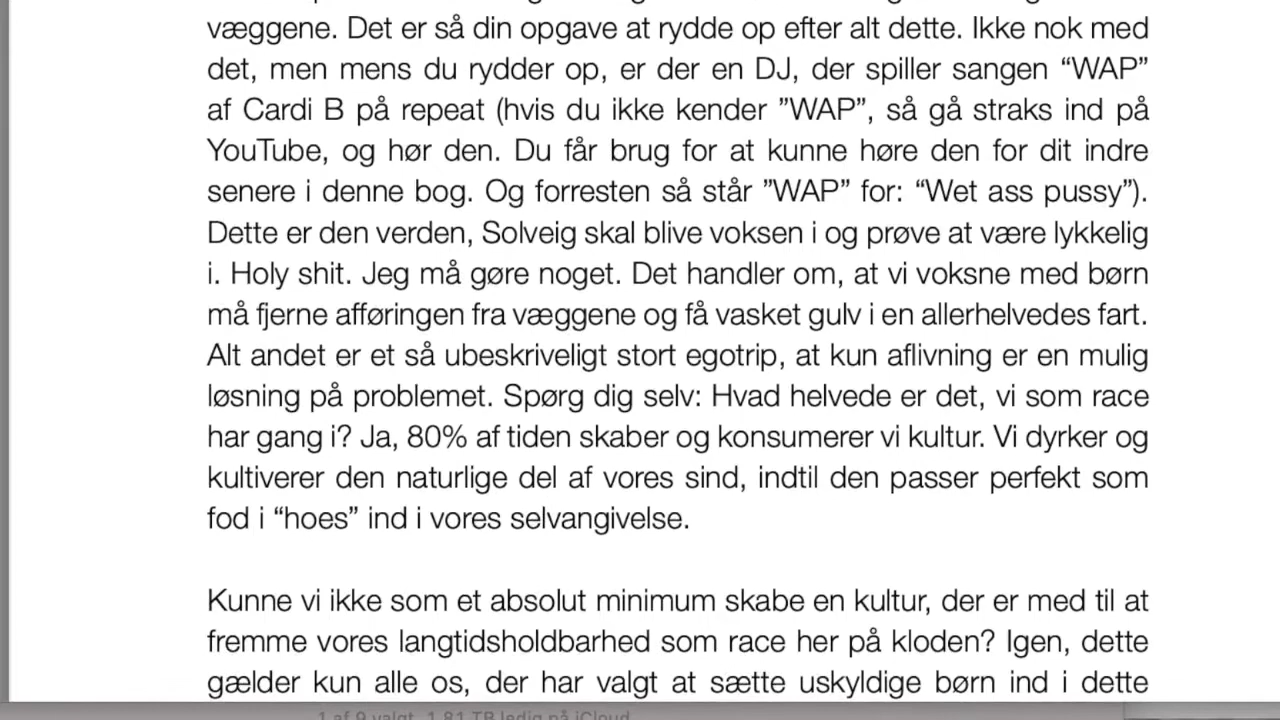 væggene. Det er så din opgave at rydde op efter alt dette. Ikke nok med
det, men mens du rydder op, er der en DJ, der spiller sangen “WAP”
af Cardi B på repeat (hvis du ikke kender ”WAP”, så gå straks ind på
YouTube, og hør den. Du får brug for at kunne høre den for dit indre
senere i denne bog. Og forresten så står ”WAP” for: “Wet ass pussy”).
Dette er den verden, Solveig skal blive voksen i og prøve at være lykkelig
i. Holy shit. Jeg må gøre noget. Det handler om, at vi voksne med børn
må fjerne afføringen fra væggene og få vasket gulv i en allerhelvedes fart.
Alt andet er et så ubeskriveligt stort egotrip, at kun aflivning er en mulig
løsning på problemet. Spørg dig selv: Hvad helvede er det, vi som race
har gang i? Ja, 80% af tiden skaber og konsumerer vi kultur. Vi dyrker og
kultiverer den naturlige del af vores sind, indtil den passer perfekt som
fod i “hoes” ind i vores selvangivelse.
Kunne vi ikke som et absolut minimum skabe en kultur, der er med til at
fremme vores langtidsholdbarhed som race her på kloden? Igen, dette
gælder kun alle os, der har valgt at sætte uskyldige børn ind i dette
1 af 9 valgt, 1,81 TB ledig på iCloud